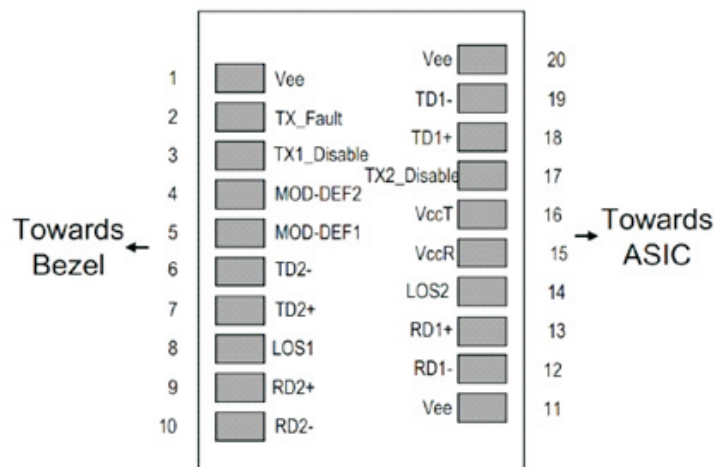 1 Vee
2 TX_Fault
3 TX1_Disable
4 MOD-DEF2
5 MOD-DEF1
6 TD2-
7 TD2+
8 LOS1
9 RD2+
10 RD2-
Towards
Bezel
Vee 20
TD1- 19
TD1+ 18
TX2_Disable 17
VccT 16
VccR 15
LOS2 14
RD1+ 13
RD1- 12
Vee 11
Towards
ASIC